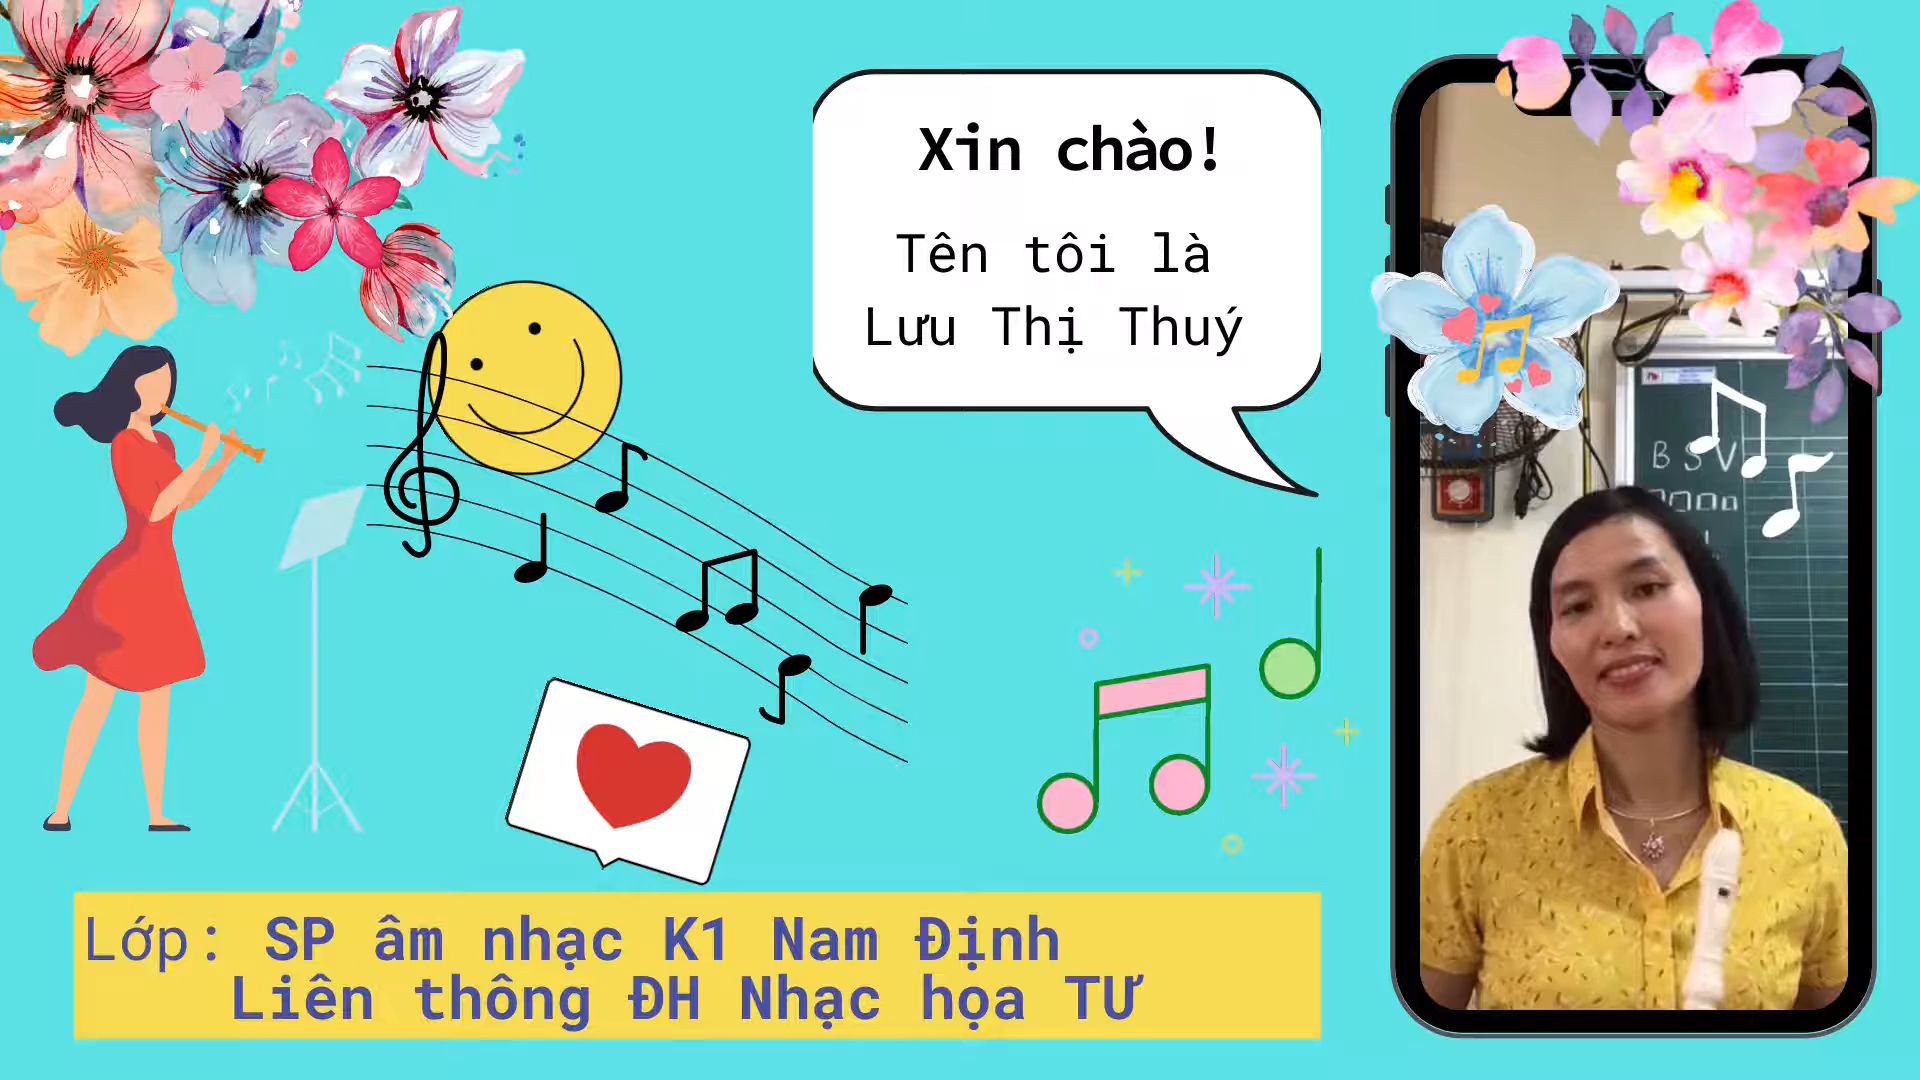 Xin chào!
Tên tôi là
Lưu Thị Thuý
B S V
Lớp: SP âm nhạc K1 Nam Định
Liên thông ĐH Nhạc họa TƯ